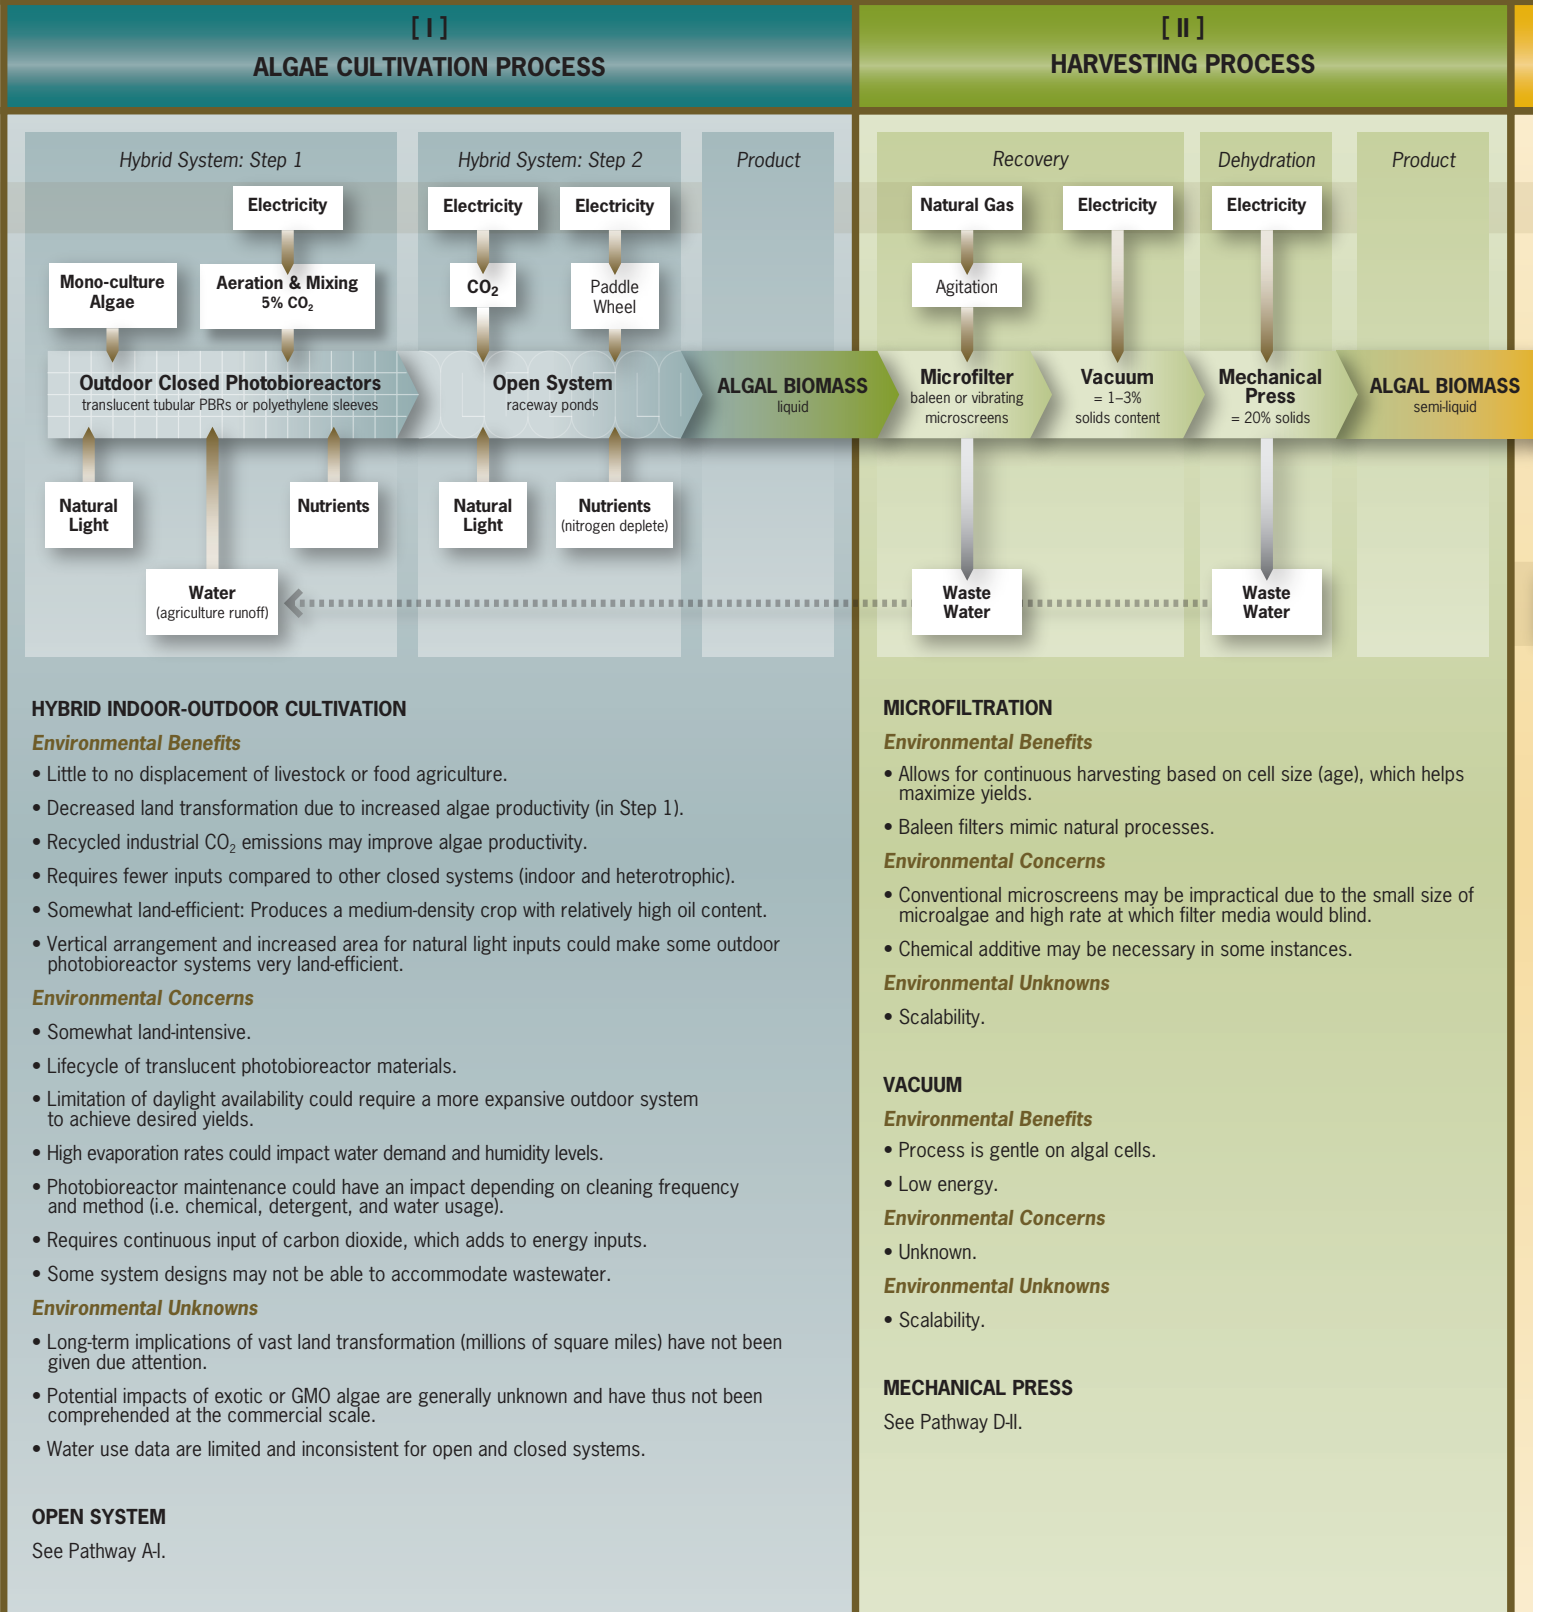 [ I ]
ALGAE CULTIVATION PROCESS
Hybrid System: Step 1
Hybrid System: Step 2
Product
Electricity
Electricity
Electricity
Mono-culture
Algae
Aeration & Mixing
5% CO₂
CO₂
Paddle
Wheel
Outdoor Closed Photobioreactors
translucent tubular PBRs or polyethylene sleeves
Open System
raceway ponds
ALGAL BIOMASS
liquid
Natural
Light
Nutrients
Natural
Light
Nutrients
(nitrogen deplete)
Water
(agriculture runoff)
HYBRID INDOOR-OUTDOOR CULTIVATION
Environmental Benefits
• Little to no displacement of livestock or food agriculture.
• Decreased land transformation due to increased algae productivity (in Step 1).
• Recycled industrial CO₂ emissions may improve algae productivity.
• Requires fewer inputs compared to other closed systems (indoor and heterotrophic).
• Somewhat land-efficient: Produces a medium-density crop with relatively high oil content.
• Vertical arrangement and increased area for natural light inputs could make some outdoor
photobioreactor systems very land-efficient.
Environmental Concerns
• Somewhat land-intensive.
• Lifecycle of translucent photobioreactor materials.
• Limitation of daylight availability could require a more expansive outdoor system
to achieve desired yields.
• High evaporation rates could impact water demand and humidity levels.
• Photobioreactor maintenance could have an impact depending on cleaning frequency
and method (i.e. chemical, detergent, and water usage).
• Requires continuous input of carbon dioxide, which adds to energy inputs.
• Some system designs may not be able to accommodate wastewater.
Environmental Unknowns
• Long-term implications of vast land transformation (millions of square miles) have not been
given due attention.
• Potential impacts of exotic or GMO algae are generally unknown and have thus not been
comprehended at the commercial scale.
• Water use data are limited and inconsistent for open and closed systems.
OPEN SYSTEM
See Pathway A-I.
[ II ]
HARVESTING PROCESS
Recovery
Dehydration
Product
Natural Gas
Electricity
Electricity
Agitation
Microfilter
baleen or vibrating
microscreens
Vacuum
= 1–3%
solids content
Mechanical
Press
= 20% solids
ALGAL BIOMASS
semi-liquid
Waste
Water
Waste
Water
MICROFILTRATION
Environmental Benefits
• Allows for continuous harvesting based on cell size (age), which helps
maximize yields.
• Baleen filters mimic natural processes.
Environmental Concerns
• Conventional microscreens may be impractical due to the small size of
microalgae and high rate at which filter media would blind.
• Chemical additive may be necessary in some instances.
Environmental Unknowns
• Scalability.
VACUUM
Environmental Benefits
• Process is gentle on algal cells.
• Low energy.
Environmental Concerns
• Unknown.
Environmental Unknowns
• Scalability.
MECHANICAL PRESS
See Pathway D-II.